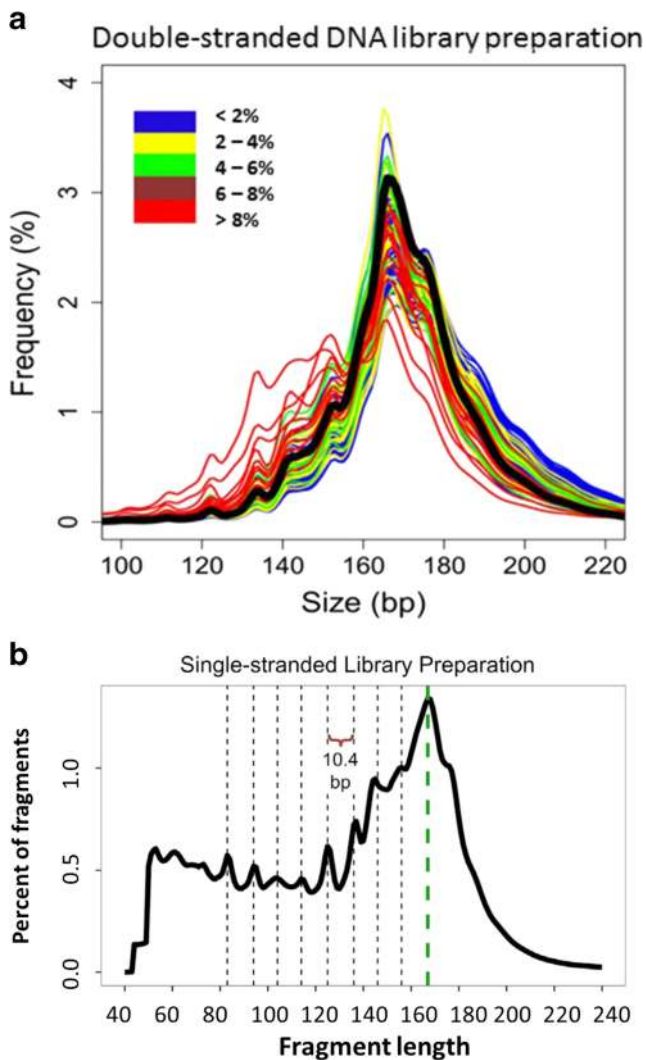 a
Double-stranded DNA library preparation
Frequency (%)
4
3
2
1
0
< 2%
2 – 4%
4 – 6%
6 – 8%
> 8%
100 120 140 160 180 200 220
Size (bp)
b
Single-stranded Library Preparation
Percent of fragments
1.0
0.5
0.0
10.4
bp
40 60 80 100 120 140 160 180 200 220 240
Fragment length